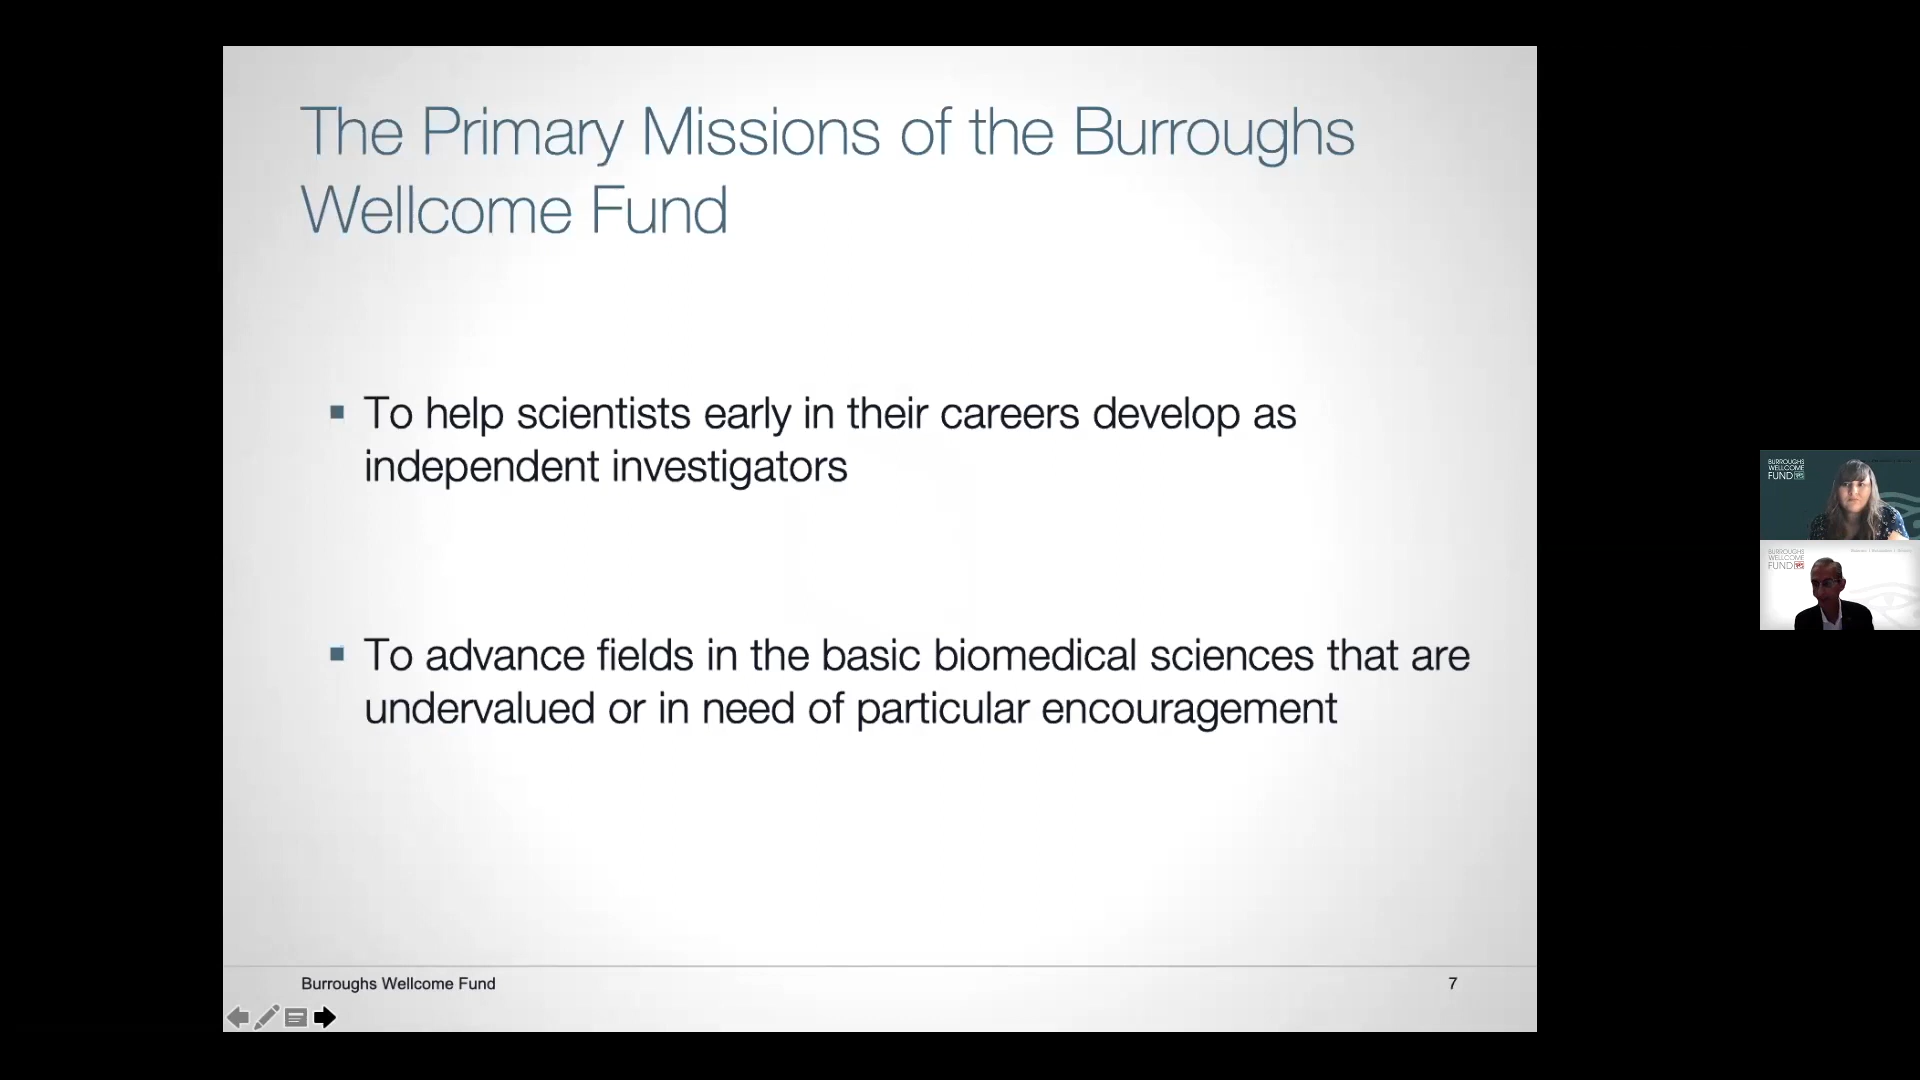 The Primary Missions of the Burroughs
Wellcome Fund
To help scientists early in their careers develop as
independent investigators
To advance fields in the basic biomedical sciences that are
undervalued or in need of particular encouragement
Burroughs Wellcome Fund
7
BURROUGHS
WELLCOME
FUND
BURROUGHS
WELLCOME
FUND